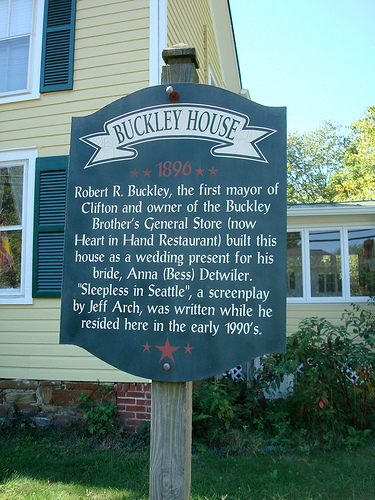 BUCKLEY HOUSE
1896
Robert R. Buckley, the first mayor of
Clifton and owner of the Buckley
Brother's General Store (now
Heart in Hand Restaurant) built this
house as a wedding present for his
bride, Anna (Bess) Detwiler.
"Sleepless in Seattle", a screenplay
by Jeff Arch, was written while he
resided here in the early 1990's.